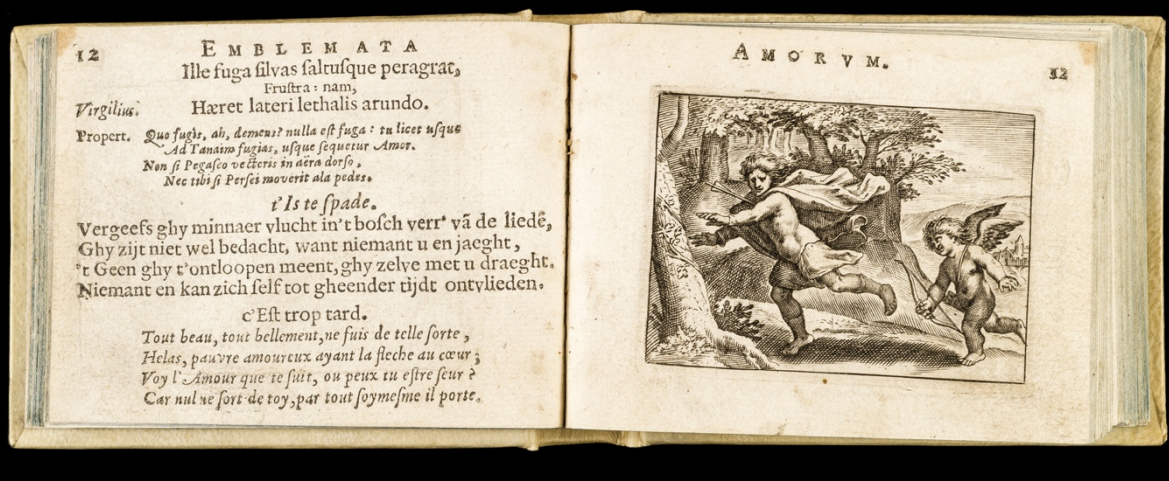 12
EMBLEMATA
Ille fuga ſilvas ſaltuſque peragrat,
Fruſtra: nam,
Virgilius. Hæret lateri lethalis arundo.
Propert. Quo fugis, ah, demens? nulla eſt fuga: tu licet uſque
Ad Tanaim fugias, uſque ſequetur Amor.
Non ſi Pegaſeo vecteris in aëra dorſo,
Nec tibi ſi Perſei moverit ala pedes.
t'Is te ſpade.
Vergeefs ghy minnaer vlucht in't boſch verr' vā de liedē,
Ghy zijt niet wel bedacht, want niemant u en jaeght,
't Geen ghy t'ontloopen meent, ghy zelve met u draeght.
Niemant en kan zich ſelf tot gheender tijdt ontvlieden.
c'Eſt trop tard.
Tout beau, tout bellement, ne fuis de telle ſorte,
Helas, pauvre amoureux ayant la fleche au cœur;
Voy l'Amour que te ſuit, ou peux tu eſtre ſeur?
Car nul ne ſort de toy, par tout ſoymeſme il porte.
AMORVM.
12